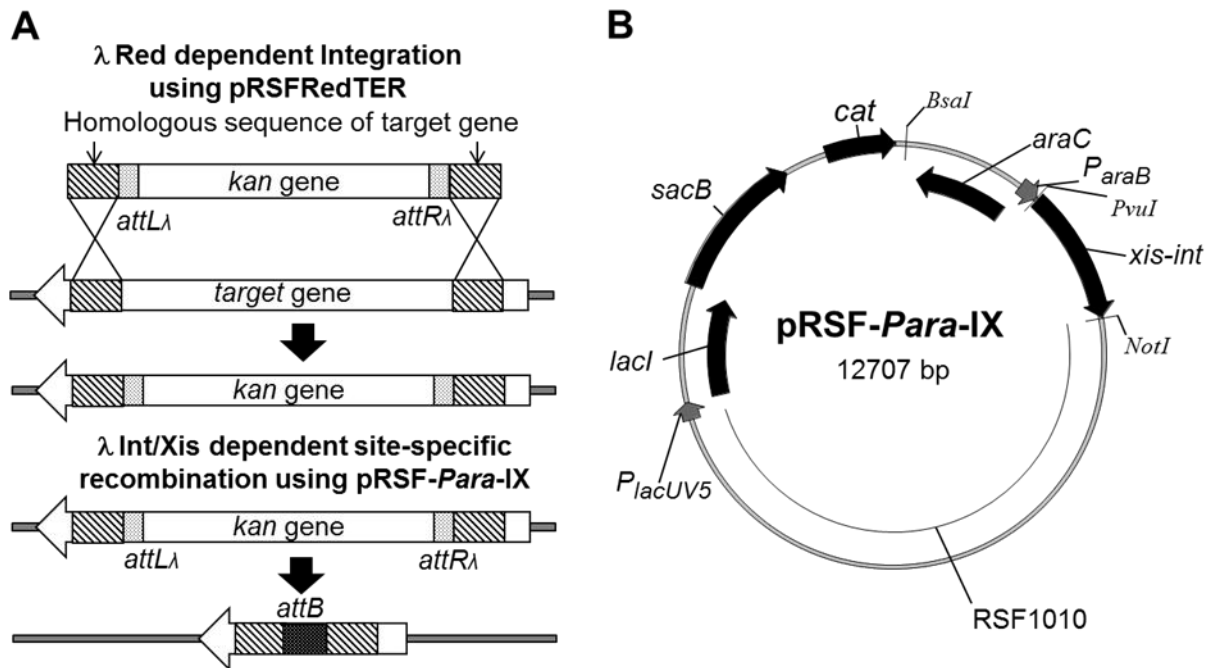 A
λ Red dependent Integration
using pRSFRedTER
Homologous sequence of target gene
kan gene
attLλ
attRλ
target gene
kan gene
λ Int/Xis dependent site-specific
recombination using pRSF-Para-IX
kan gene
attLλ
attRλ
attB
B
BsaI
cat
araC
ParaB
PvuI
sacB
xis-int
pRSF-Para-IX
12707 bp
NotI
lacI
PlacUV5
RSF1010